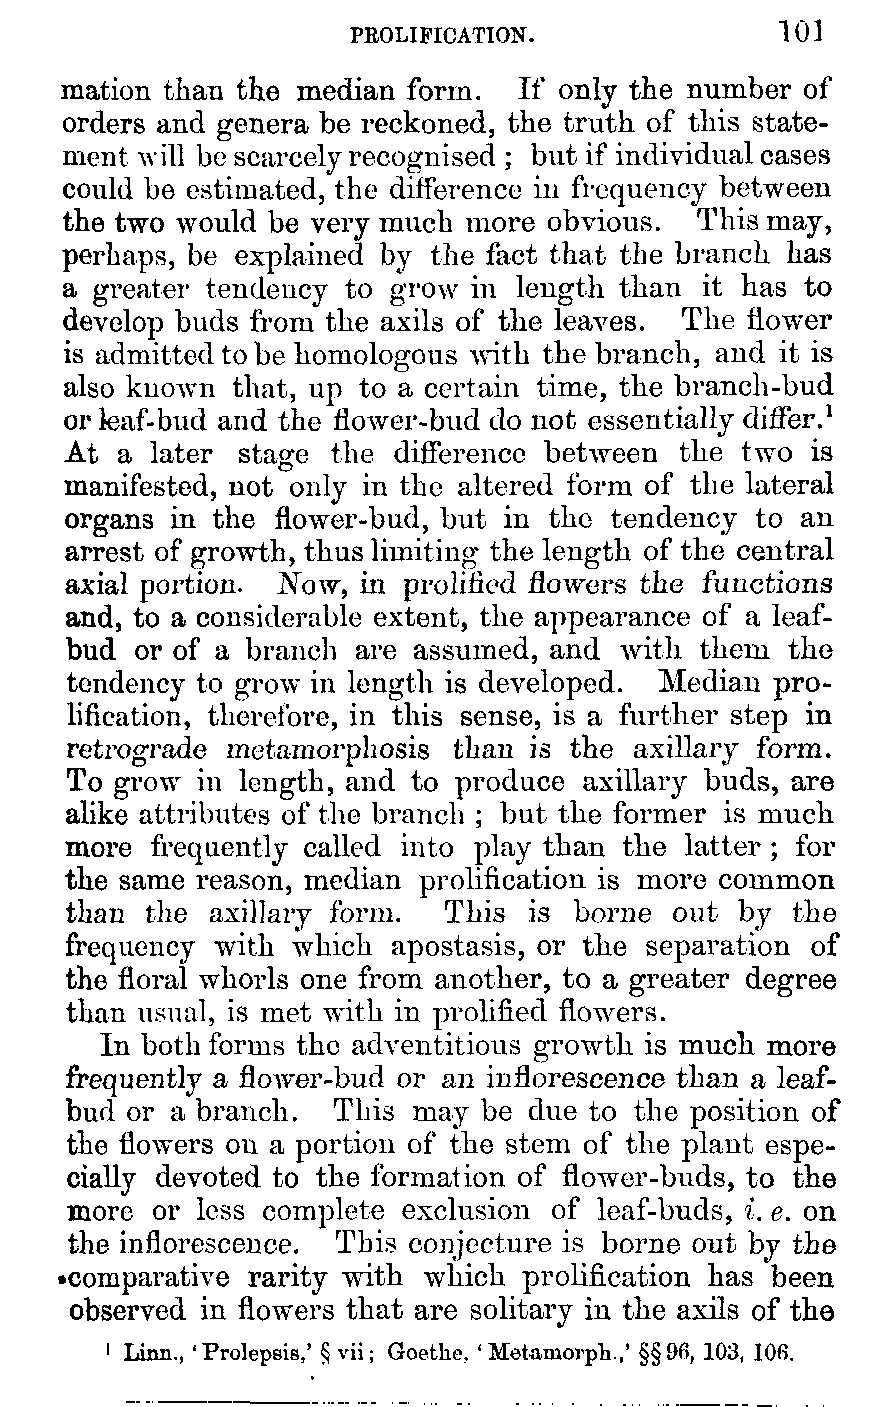 PROLIFICATION. 101
mation than the median form. If only the number of
orders and genera be reckoned, the truth of this state-
ment will be scarcely recognised ; but if individual cases
could be estimated, the difference in frequency between
the two would be very much more obvious. This may,
perhaps, be explained by the fact that the branch has
a greater tendency to grow in length than it has to
develop buds from the axils of the leaves. The flower
is admitted to be homologous with the branch, and it is
also known that, up to a certain time, the branch-bud
or leaf-bud and the flower-bud do not essentially differ.¹
At a later stage the difference between the two is
manifested, not only in the altered form of the lateral
organs in the flower-bud, but in the tendency to an
arrest of growth, thus limiting the length of the central
axial portion. Now, in prolified flowers the functions
and, to a considerable extent, the appearance of a leaf-
bud or of a branch are assumed, and with them the
tendency to grow in length is developed. Median pro-
lification, therefore, in this sense, is a further step in
retrograde metamorphosis than is the axillary form.
To grow in length, and to produce axillary buds, are
alike attributes of the branch ; but the former is much
more frequently called into play than the latter ; for
the same reason, median prolification is more common
than the axillary form. This is borne out by the
frequency with which apostasis, or the separation of
the floral whorls one from another, to a greater degree
than usual, is met with in prolified flowers.
In both forms the adventitious growth is much more
frequently a flower-bud or an inflorescence than a leaf-
bud or a branch. This may be due to the position of
the flowers on a portion of the stem of the plant espe-
cially devoted to the formation of flower-buds, to the
more or less complete exclusion of leaf-buds, i. e. on
the inflorescence. This conjecture is borne out by the
comparative rarity with which prolification has been
observed in flowers that are solitary in the axils of the
¹ Linn., ‘Prolepsis,’ § vii; Goethe, ‘Metamorph.,’ §§ 96, 103, 106.